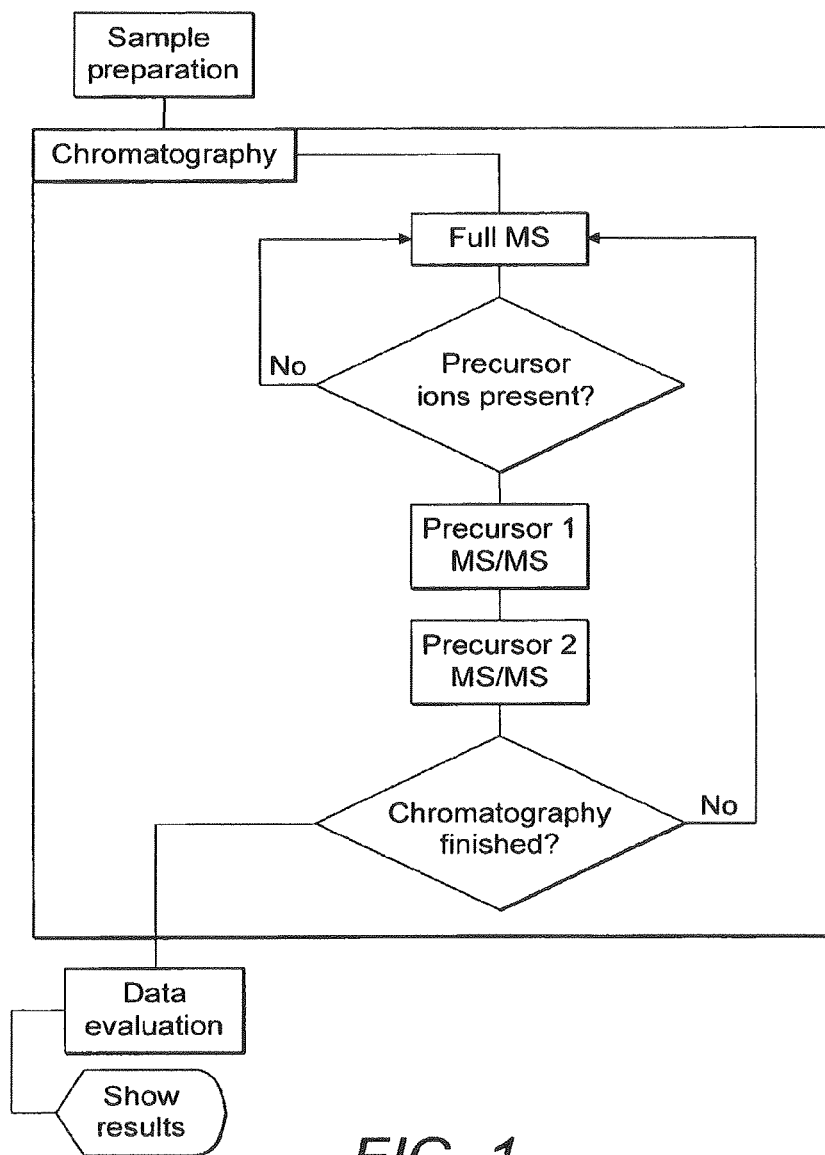 Sample
preparation
Chromatography
Full MS
No
Precursor
ions present?
Precursor 1
MS/MS
Precursor 2
MS/MS
Chromatography
finished?
No
Data
evaluation
Show
results
FIG. 1